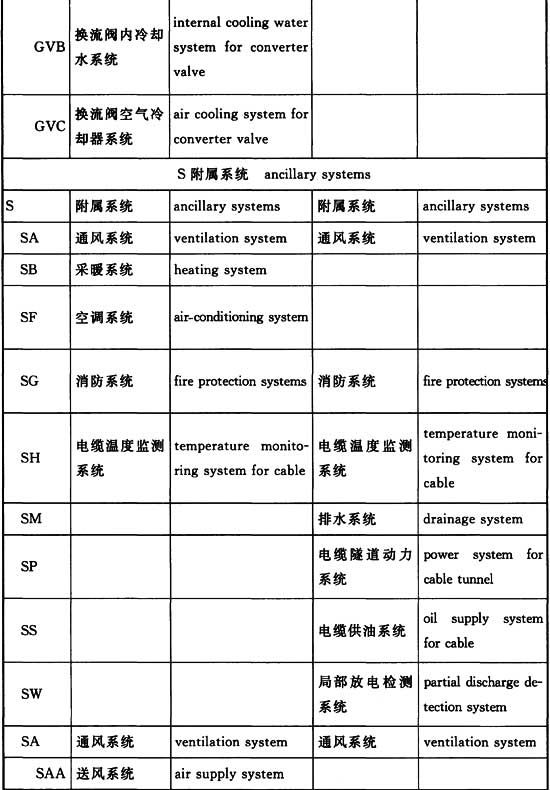 GVB 换流阀内冷却 internal cooling water
水系统 system for converter
valve
GVC 换流阀空气冷 air cooling system for
却器系统 converter valve
S 附属系统 ancillary systems
S 附属系统 ancillary systems 附属系统 ancillary systems
SA 通风系统 ventilation system 通风系统 ventilation system
SB 采暖系统 heating system
SF 空调系统 air-conditioning system
SG 消防系统 fire protection systems 消防系统 fire protection systems
SH 电缆温度监测 temperature monito- 电缆温度监测 temperature moni-
系统 ring system for cable 系统 toring system for
cable
SM 排水系统 drainage system
SP 电缆隧道动力 power system for
系统 cable tunnel
SS 电缆供油系统 oil supply system
for cable
SW 局部放电检测 partial discharge de-
系统 tection system
SA 通风系统 ventilation system 通风系统 ventilation system
SAA 送风系统 air supply system